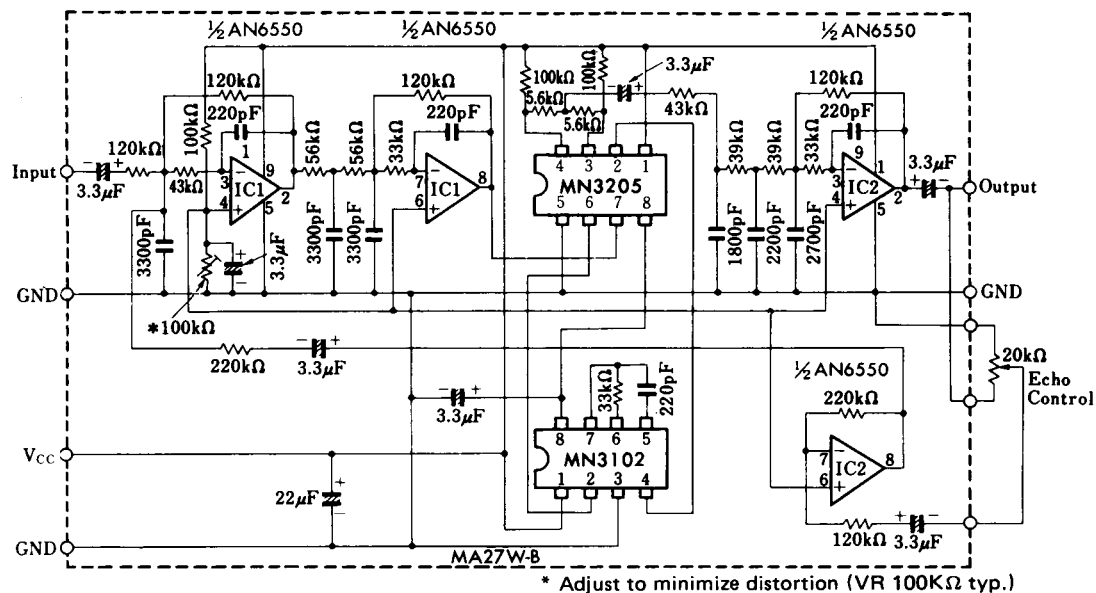 ½AN6550
½AN6550
½AN6550
120kΩ
220pF
100kΩ
Input
3.3μF
120kΩ
43kΩ
1
3
4
9
5
2
IC1
3300pF
3.3μF
*100kΩ
56kΩ
56kΩ
33kΩ
3300pF
3300pF
120kΩ
220pF
7
6
8
IC1
100kΩ
100kΩ
5.6kΩ
5.6kΩ
3.3μF
43kΩ
4 3 2 1
MN3205
5 6 7 8
39kΩ
39kΩ
33kΩ
1800pF
2200pF
2700pF
120kΩ
220pF
9
3
4
1
5
2
IC2
3.3μF
Output
GND
GND
220kΩ
3.3μF
3.3μF
33kΩ
220pF
8 7 6 5
MN3102
1 2 3 4
½AN6550
220kΩ
7
6
8
IC2
120kΩ
3.3μF
20kΩ
Echo
Control
VCC
22μF
GND
MA27W-B
* Adjust to minimize distortion (VR 100KΩ typ.)